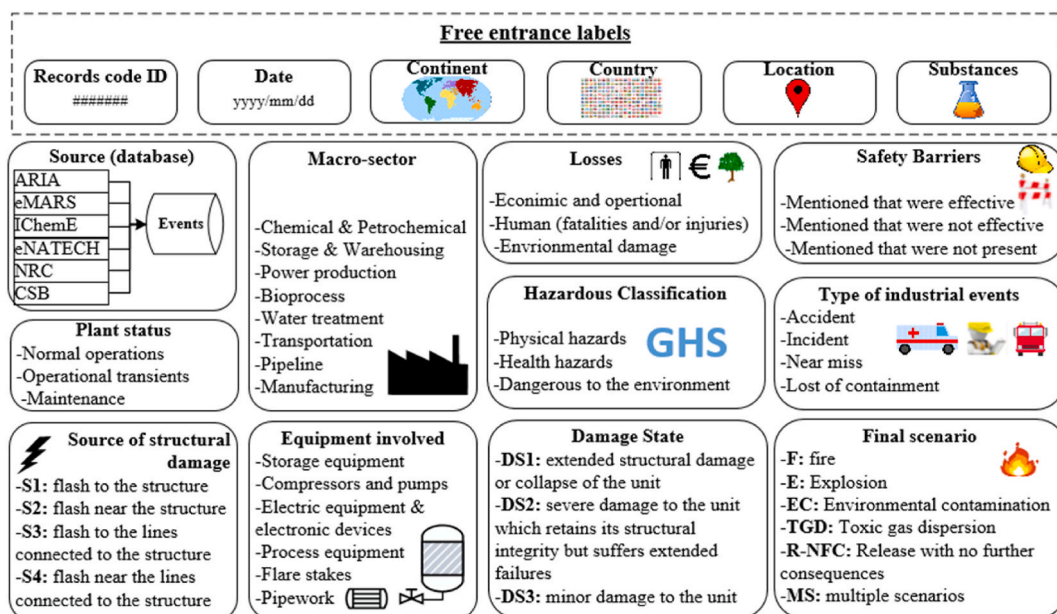 Free entrance labels
Records code ID
#######
Date
yyyy/mm/dd
Continent
Country
Location
Substances
Source (database)
ARIA
eMARS
IChemE
eNATECH
NRC
CSB
Events
Macro-sector
-Chemical & Petrochemical
-Storage & Warehousing
-Power production
-Bioprocess
-Water treatment
-Transportation
-Pipeline
-Manufacturing
Losses
-Econimic and opertional
-Human (fatalities and/or injuries)
-Envrionmental damage
Safety Barriers
-Mentioned that were effective
-Mentioned that were not effective
-Mentioned that were not present
Plant status
-Normal operations
-Operational transients
-Maintenance
Hazardous Classification
-Physical hazards
-Health hazards
-Dangerous to the environment
GHS
Type of industrial events
-Accident
-Incident
-Near miss
-Lost of containment
Source of structural
damage
-S1: flash to the structure
-S2: flash near the structure
-S3: flash to the lines
connected to the structure
-S4: flash near the lines
connected to the structure
Equipment involved
-Storage equipment
-Compressors and pumps
-Electric equipment &
electronic devices
-Process equipment
-Flare stakes
-Pipework
Damage State
-DS1: extended structural damage
or collapse of the unit
-DS2: severe damage to the unit
which retains its structural
integrity but suffers extended
failures
-DS3: minor damage to the unit
Final scenario
-F: fire
-E: Explosion
-EC: Environmental contamination
-TGD: Toxic gas dispersion
-R-NFC: Release with no further
consequences
-MS: multiple scenarios